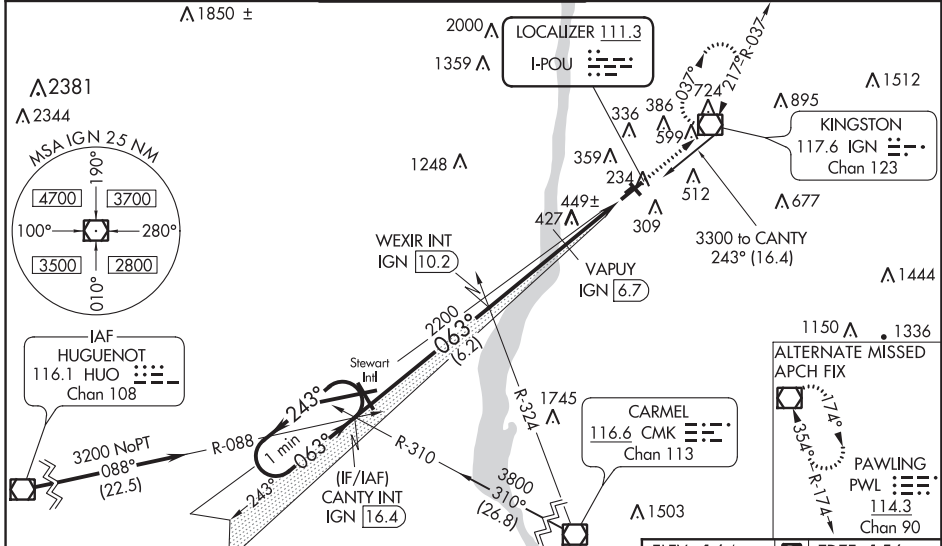 1850 ±
2000
LOCALIZER 111.3
I-POU
R-037
217°
037°
1359
2381
2344
1512
724
386
336
599
895
KINGSTON
117.6 IGN
Chan 123
MSA IGN 25 NM
190°
4700
3700
100°
280°
3500
2800
010°
1248
359
234
512
677
449±
427
309
WEXIR INT
IGN 10.2
VAPUY
IGN 6.7
3300 to CANTY
243° (16.4)
1444
IAF
HUGUENOT
116.1 HUO
Chan 108
2200
063°
(6.2)
Stewart
Intl
1150
1336
ALTERNATE MISSED
APCH FIX
174°
354°
R-174
PAWLING
PWL
114.3
Chan 90
243°
1 min
063°
R-324
1745
CARMEL
116.6 CMK
Chan 113
3200 NoPT
088°
(22.5)
R-088
R-310
243°
(IF/IAF)
CANTY INT
IGN 16.4
3800
310°
(26.8)
1503